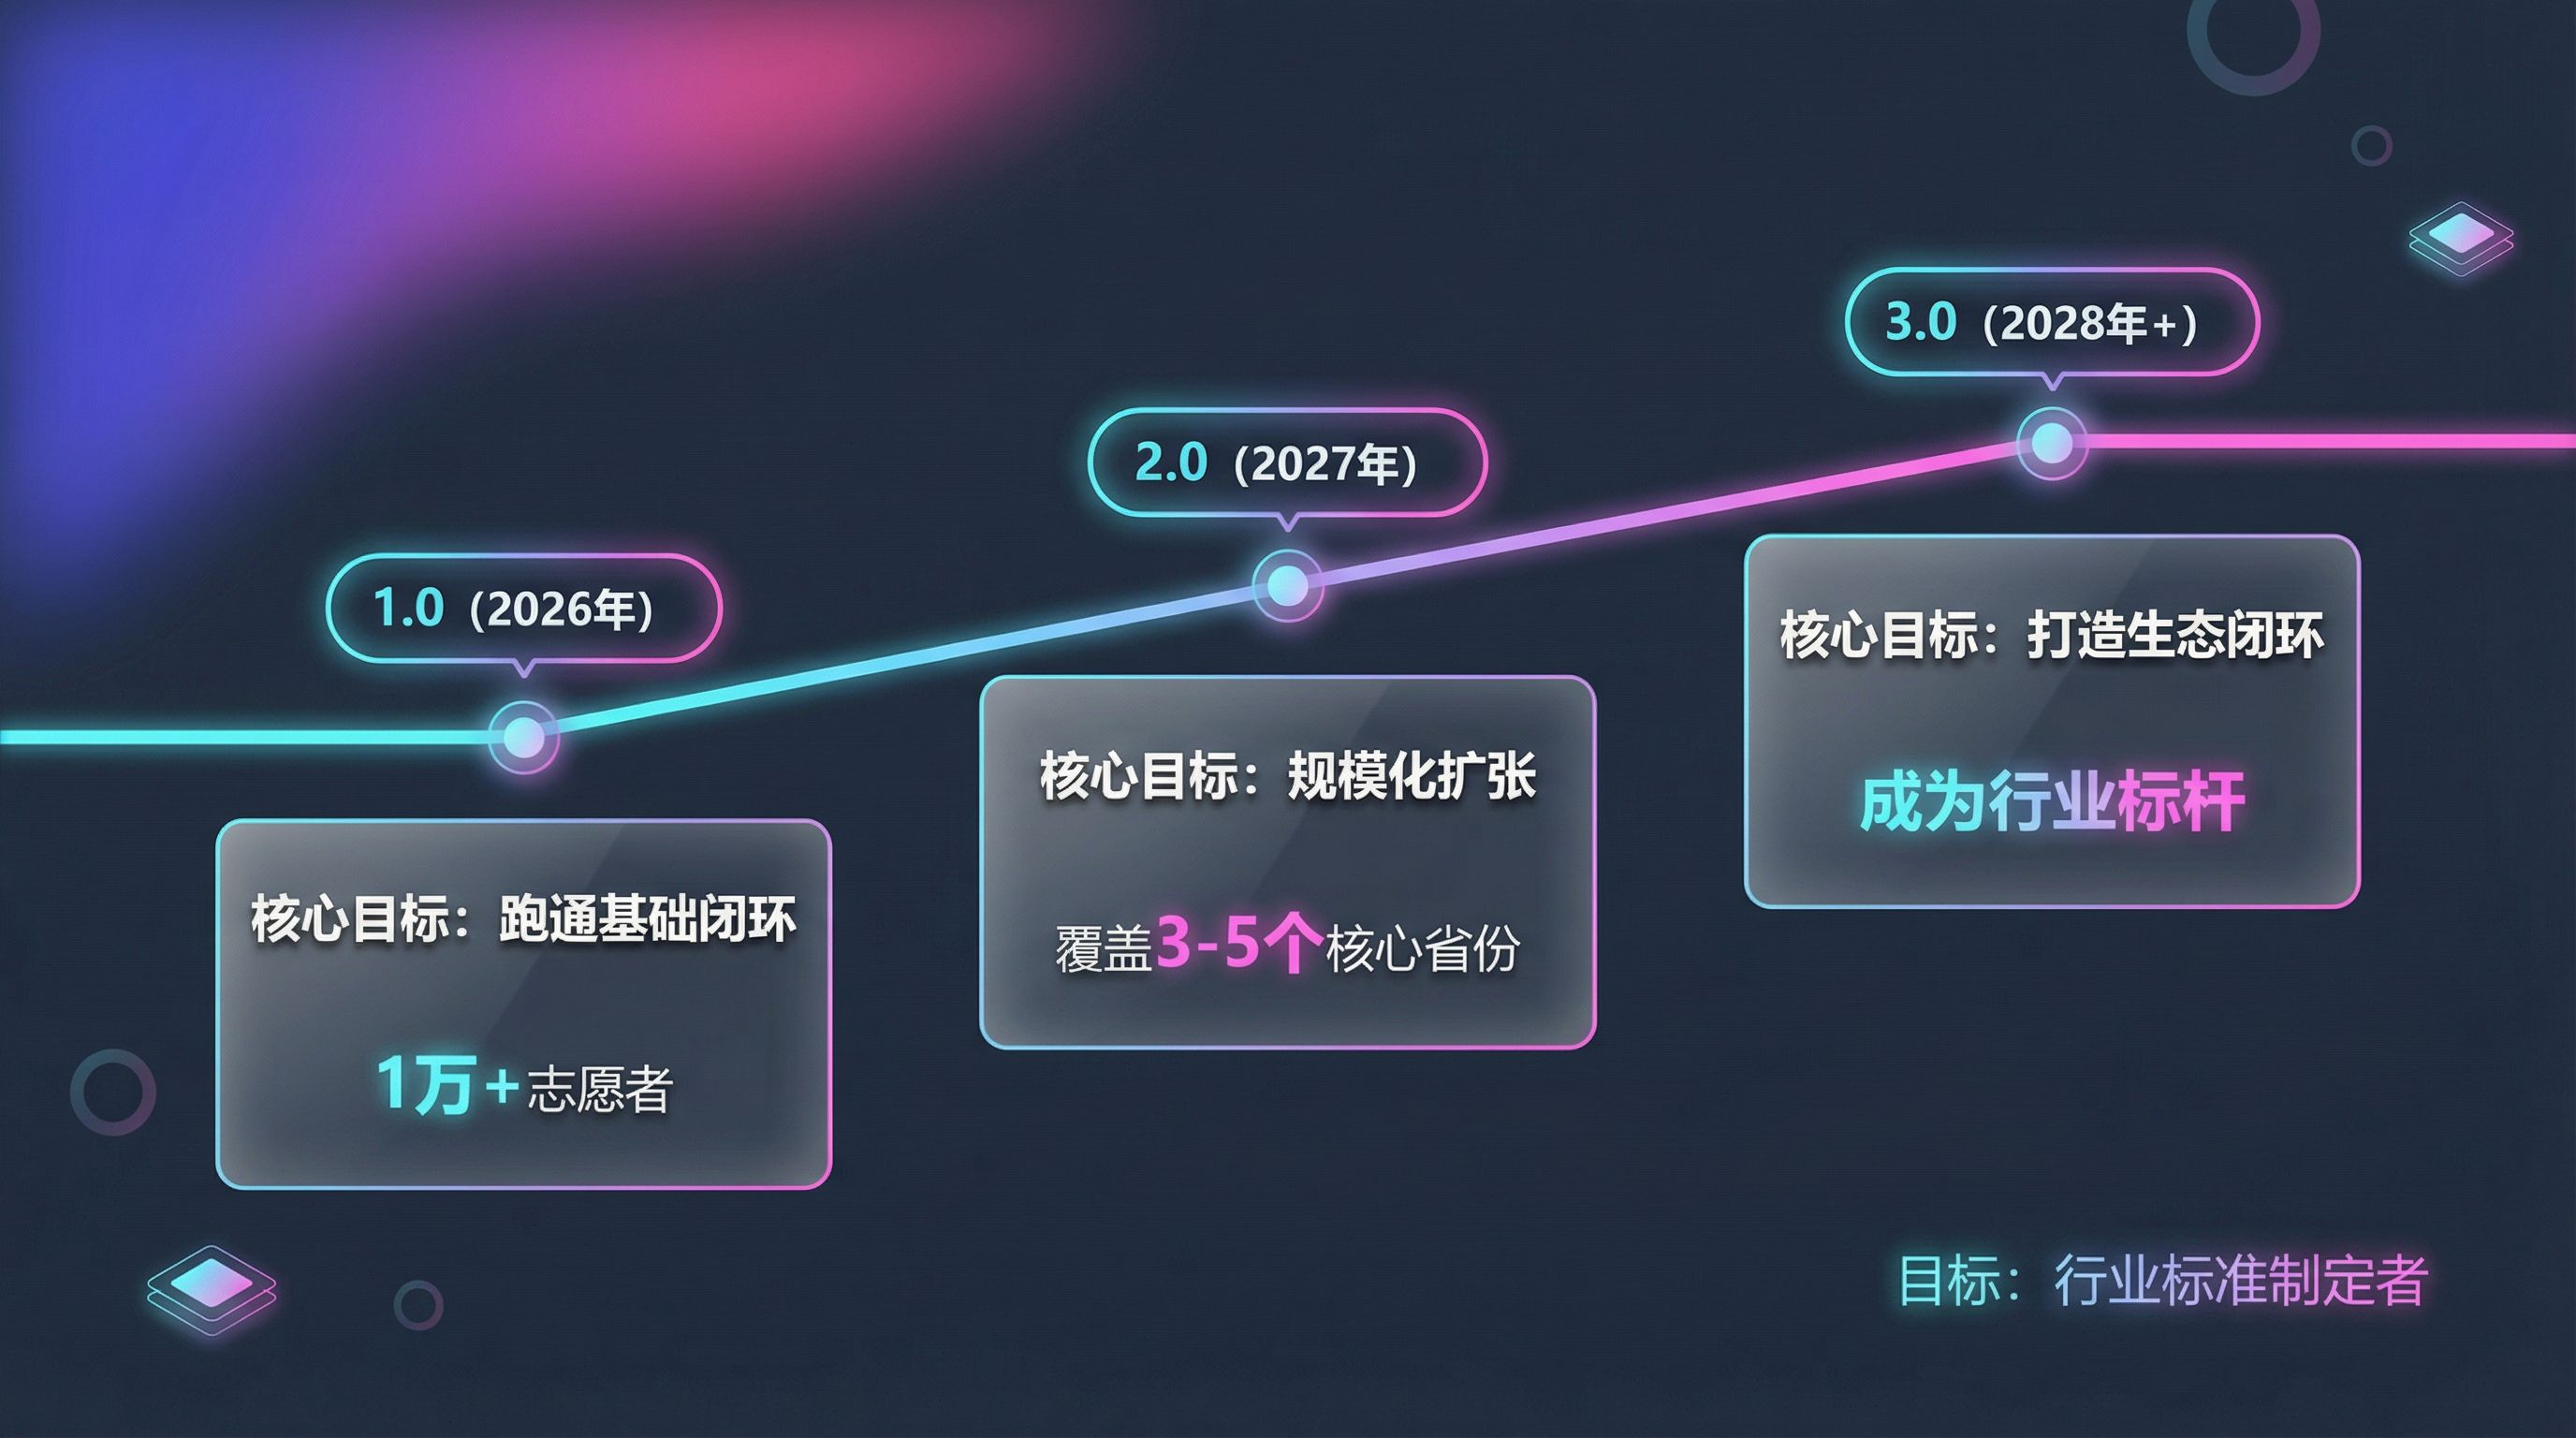 1.0（2026年）
核心目标：跑通基础闭环
1万+志愿者
2.0（2027年）
核心目标：规模化扩张
覆盖3-5个核心省份
3.0（2028年+）
核心目标：打造生态闭环
成为行业标杆
目标：行业标准制定者